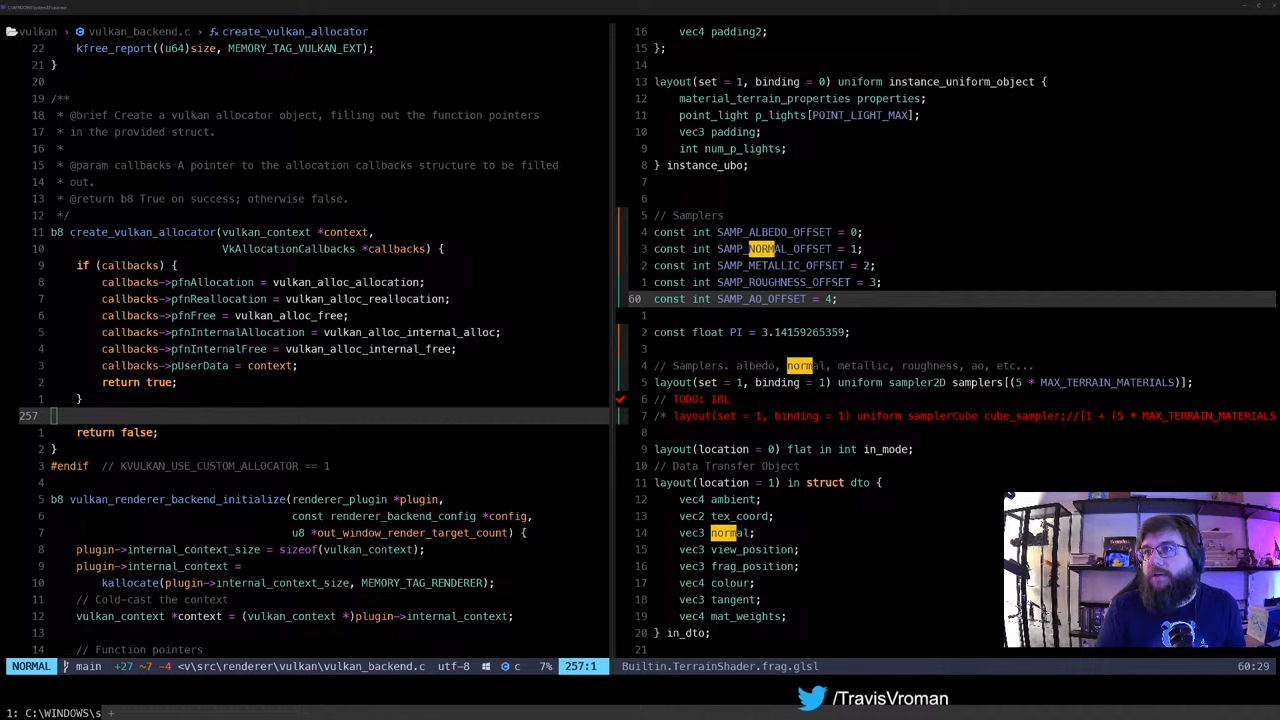 C:\WINDOWS\system32\cmd.exe
vulkan > vulkan_backend.c > create_vulkan_allocator
22 kfree_report((u64)size, MEMORY_TAG_VULKAN_EXT);
21 }
20
19 /**
18 * @brief Create a vulkan allocator object, filling out the function pointers
17 * in the provided struct.
16 *
15 * @param callbacks A pointer to the allocation callbacks structure to be filled
14 * out.
13 * @return b8 True on success; otherwise false.
12 */
11 b8 create_vulkan_allocator(vulkan_context *context,
10 VkAllocationCallbacks *callbacks) {
9 if (callbacks) {
8 callbacks->pfnAllocation = vulkan_alloc_allocation;
7 callbacks->pfnReallocation = vulkan_alloc_reallocation;
6 callbacks->pfnFree = vulkan_alloc_free;
5 callbacks->pfnInternalAllocation = vulkan_alloc_internal_alloc;
4 callbacks->pfnInternalFree = vulkan_alloc_internal_free;
3 callbacks->pUserData = context;
2 return true;
1 }
257
1 return false;
2 }
3 #endif // KVULKAN_USE_CUSTOM_ALLOCATOR == 1
4
5 b8 vulkan_renderer_backend_initialize(renderer_plugin *plugin,
6 const renderer_backend_config *config,
7 u8 *out_window_render_target_count) {
8 plugin->internal_context_size = sizeof(vulkan_context);
9 plugin->internal_context =
10 kallocate(plugin->internal_context_size, MEMORY_TAG_RENDERER);
11 // Cold-cast the context
12 vulkan_context *context = (vulkan_context *)plugin->internal_context;
13
14 // Function pointers
NORMAL main +27 ~7 -4 <v\src\renderer\vulkan\vulkan_backend.c utf-8 c 7% 257:1
16 vec4 padding2;
15 };
14
13 layout(set = 1, binding = 0) uniform instance_uniform_object {
12 material_terrain_properties properties;
11 point_light p_lights[POINT_LIGHT_MAX];
10 vec3 padding;
9 int num_p_lights;
8 } instance_ubo;
7
6
5 // Samplers
4 const int SAMP_ALBEDO_OFFSET = 0;
3 const int SAMP_NORMAL_OFFSET = 1;
2 const int SAMP_METALLIC_OFFSET = 2;
1 const int SAMP_ROUGHNESS_OFFSET = 3;
60 const int SAMP_AO_OFFSET = 4;
1
2 const float PI = 3.14159265359;
3
4 // Samplers. albedo, normal, metallic, roughness, ao, etc...
5 layout(set = 1, binding = 1) uniform sampler2D samplers[(5 * MAX_TERRAIN_MATERIALS)];
6 // TODO: IBL
7 /* layout(set = 1, binding = 1) uniform samplerCube cube_sampler;//[1 + (5 * MAX_TERRAIN_MATERIALS
8
9 layout(location = 0) flat in int in_mode;
10 // Data Transfer Object
11 layout(location = 1) in struct dto {
12 vec4 ambient;
13 vec2 tex_coord;
14 vec3 normal;
15 vec3 view_position;
16 vec3 frag_position;
17 vec4 colour;
18 vec3 tangent;
19 vec4 mat_weights;
20 } in_dto;
21
Builtin.TerrainShader.frag.glsl 60:29
/TravisVroman
1: C:\WINDOWS\s +